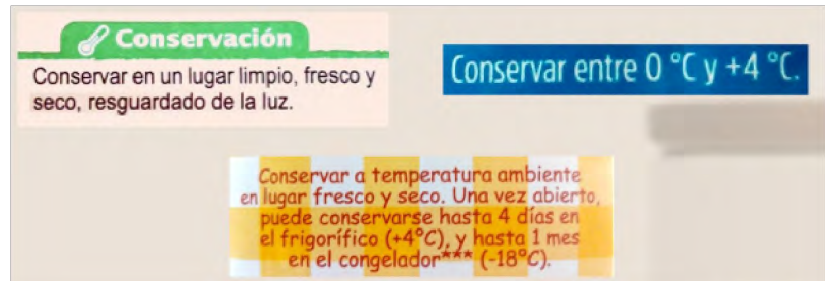 Conservación
Conservar en un lugar limpio, fresco y
seco, resguardado de la luz.
Conservar entre 0 °C y +4 °C.
Conservar a temperatura ambiente
en lugar fresco y seco. Una vez abierto,
puede conservarse hasta 4 días en
el frigorífico (+4°C), y hasta 1 mes
en el congelador*** (-18°C).